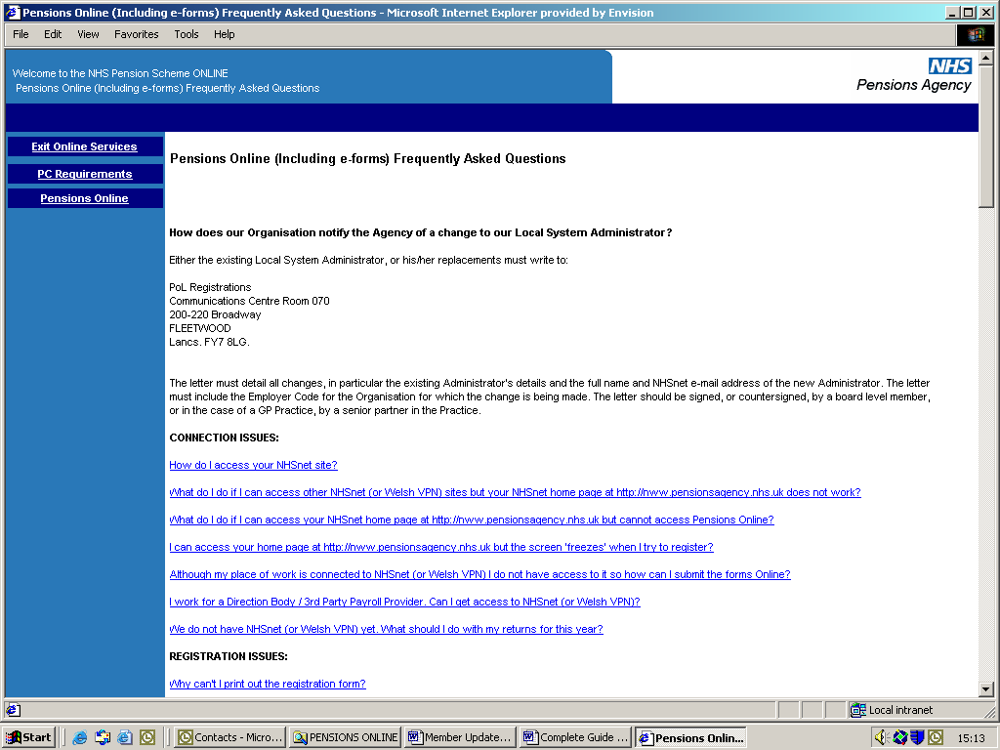 Pensions Online (Including e-forms) Frequently Asked Questions - Microsoft Internet Explorer provided by Envision
File Edit View Favorites Tools Help
Welcome to the NHS Pension Scheme ONLINE
Pensions Online (Including e-forms) Frequently Asked Questions
NHS
Pensions Agency
Exit Online Services
PC Requirements
Pensions Online
Pensions Online (Including e-forms) Frequently Asked Questions
How does our Organisation notify the Agency of a change to our Local System Administrator?
Either the existing Local System Administrator, or his/her replacements must write to:
PoL Registrations
Communications Centre Room 070
200-220 Broadway
FLEETWOOD
Lancs. FY7 8LG.
The letter must detail all changes, in particular the existing Administrator's details and the full name and NHSnet e-mail address of the new Administrator. The letter
must include the Employer Code for the Organisation for which the change is being made. The letter should be signed, or countersigned, by a board level member,
or in the case of a GP Practice, by a senior partner in the Practice.
CONNECTION ISSUES:
How do I access your NHSnet site?
What do I do if I can access other NHSnet (or Welsh VPN) sites but your NHSnet home page at http://nww.pensionsagency.nhs.uk does not work?
What do I do if I can access your NHSnet home page at http://nww.pensionsagency.nhs.uk but cannot access Pensions Online?
I can access your home page at http://nww.pensionsagency.nhs.uk but the screen 'freezes' when I try to register?
Although my place of work is connected to NHSnet (or Welsh VPN) I do not have access to it so how can I submit the forms Online?
I work for a Direction Body / 3rd Party Payroll Provider. Can I get access to NHSnet (or Welsh VPN)?
We do not have NHSnet (or Welsh VPN) yet. What should I do with my returns for this year?
REGISTRATION ISSUES:
Why can't I print out the registration form?
Local intranet
Start Contacts - Micro... PENSIONS ONLINE Member Update... Complete Guide ... Pensions Onlin... 15:13